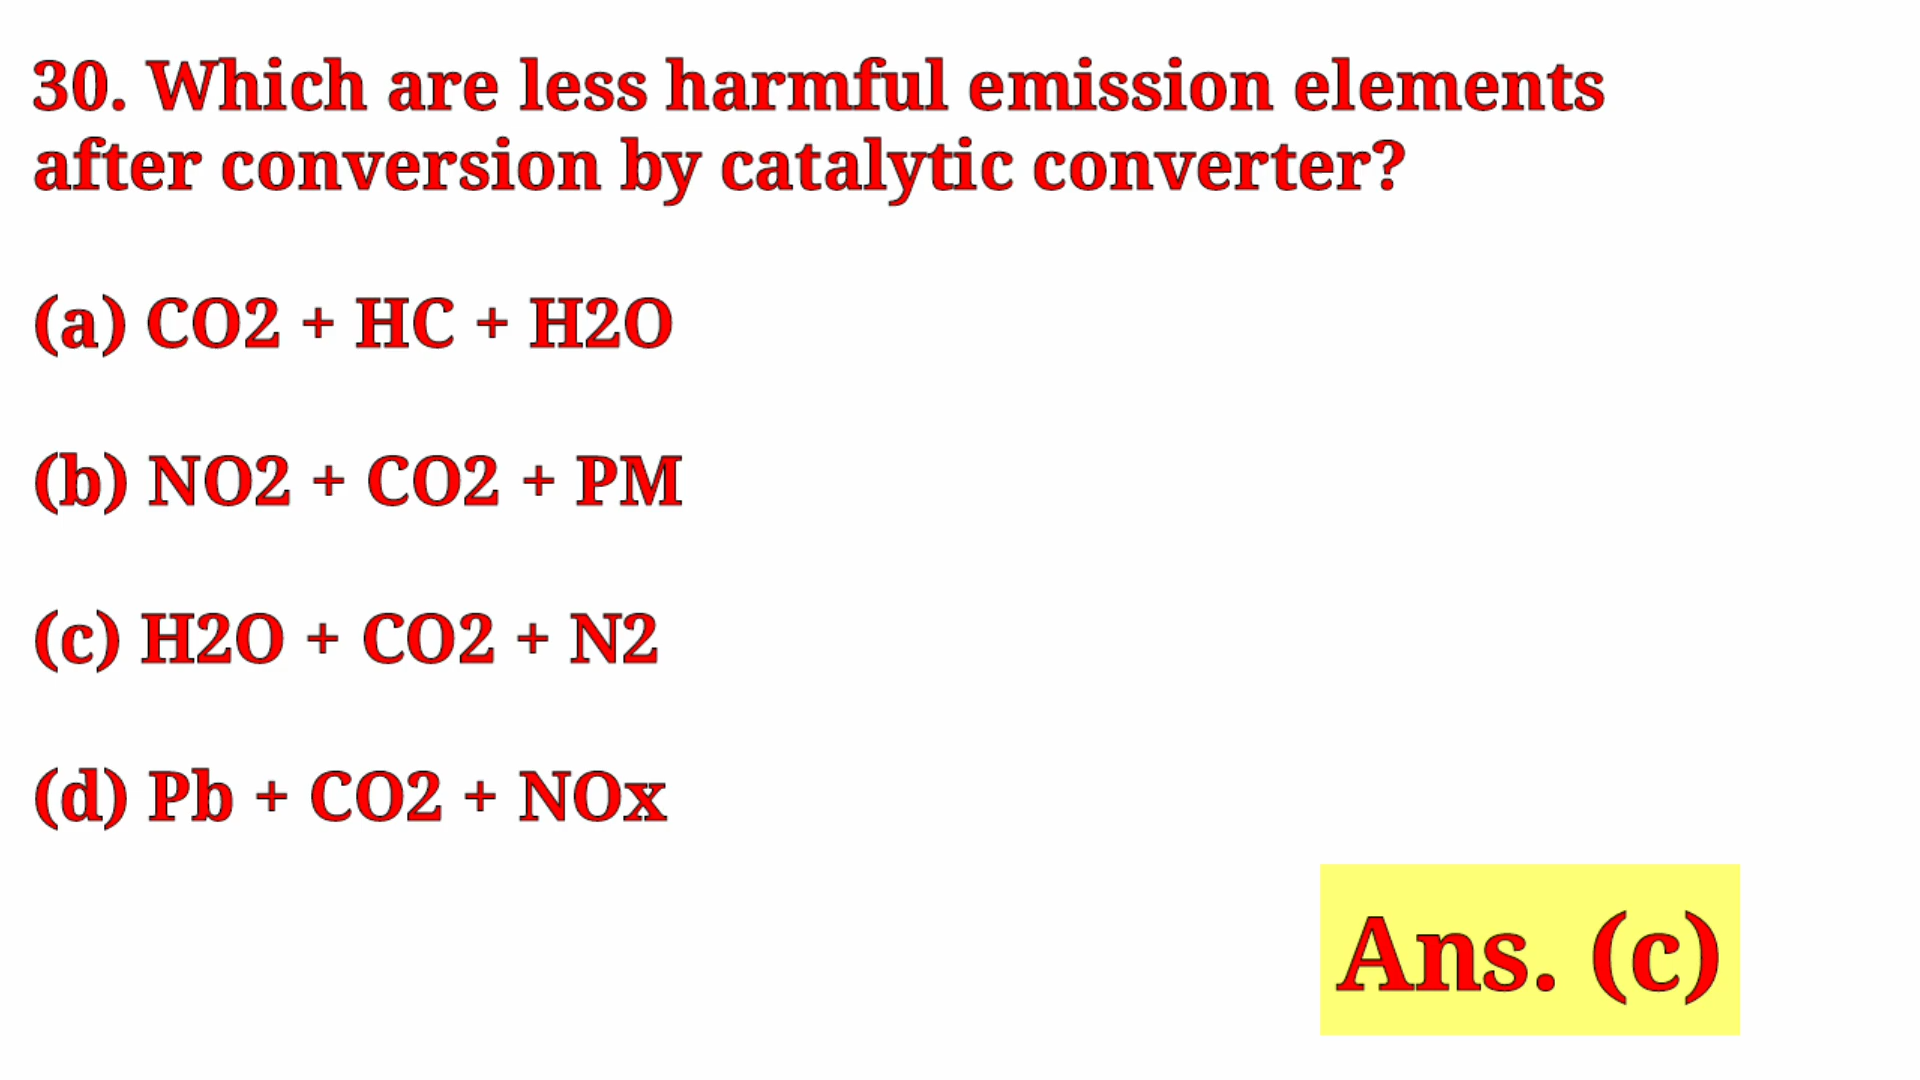 30. Which are less harmful emission elements
after conversion by catalytic converter?
(a) CO2 + HC + H2O
(b) NO2 + CO2 + PM
(c) H2O + CO2 + N2
(d) Pb + CO2 + NOx
Ans. (c)